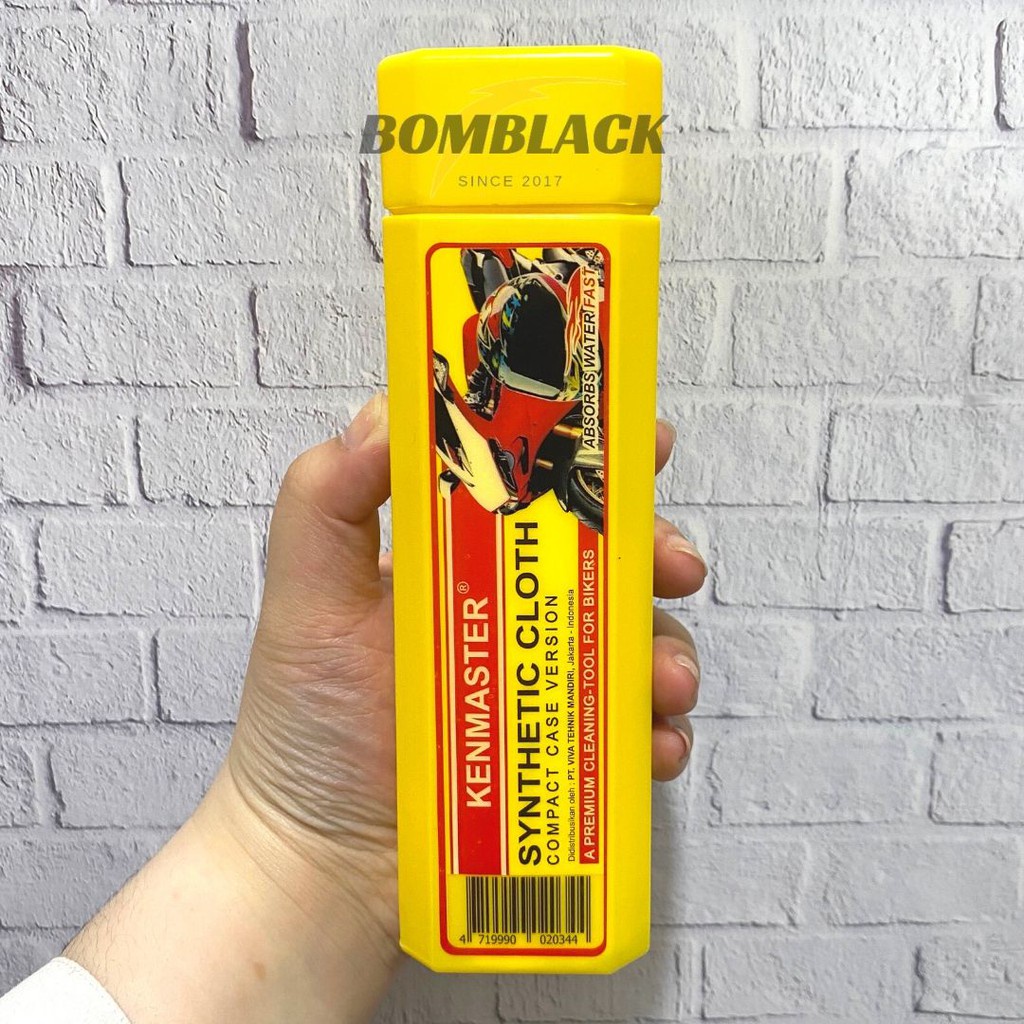 BOMBLACK
SINCE 2017
ABSORBS WATER FAST
KENMASTER®
SYNTHETIC CLOTH
COMPACT CASE VERSION
Didistribusikan oleh : PT. VIVA TEHNIK MANDIRI, Jakarta - Indonesia
A PREMIUM CLEANING-TOOL FOR BIKERS
4 719990 020344